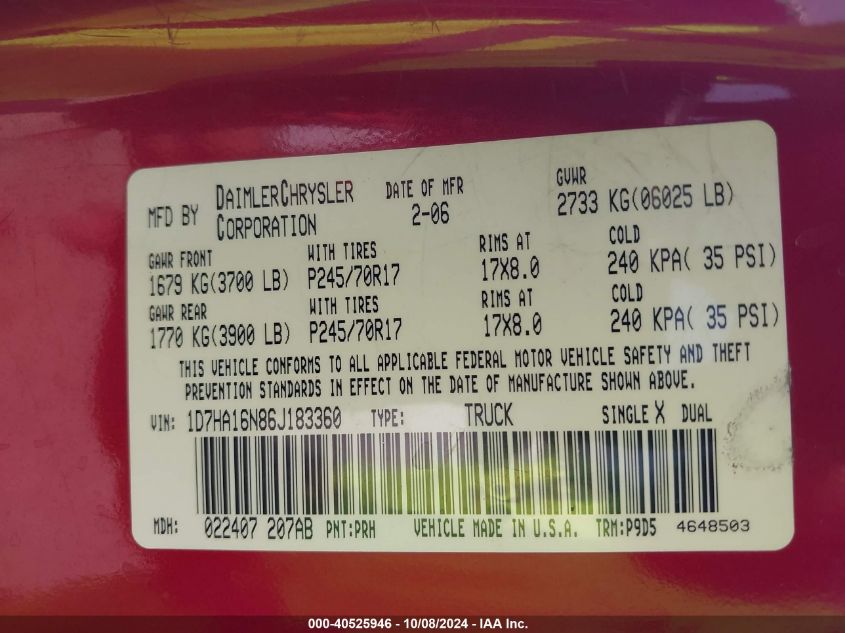 MFD BY DAIMLERCHRYSLER CORPORATION
DATE OF MFR 2-06
GVWR 2733 KG(06025 LB)
GAWR FRONT WITH TIRES RIMS AT COLD
1679 KG(3700 LB) P245/70R17 17X8.0 240 KPA( 35 PSI)
GAWR REAR WITH TIRES RIMS AT COLD
1770 KG(3900 LB) P245/70R17 17X8.0 240 KPA( 35 PSI)
THIS VEHICLE CONFORMS TO ALL APPLICABLE FEDERAL MOTOR VEHICLE SAFETY AND THEFT
PREVENTION STANDARDS IN EFFECT ON THE DATE OF MANUFACTURE SHOWN ABOVE.
VIN: 1D7HA16N86J183360 TYPE: TRUCK SINGLE X DUAL
MDH: 022407 207AB PNT:PRH VEHICLE MADE IN U.S.A. TRM:P9D5 4648503
000-40525946 - 10/08/2024 - IAA Inc.